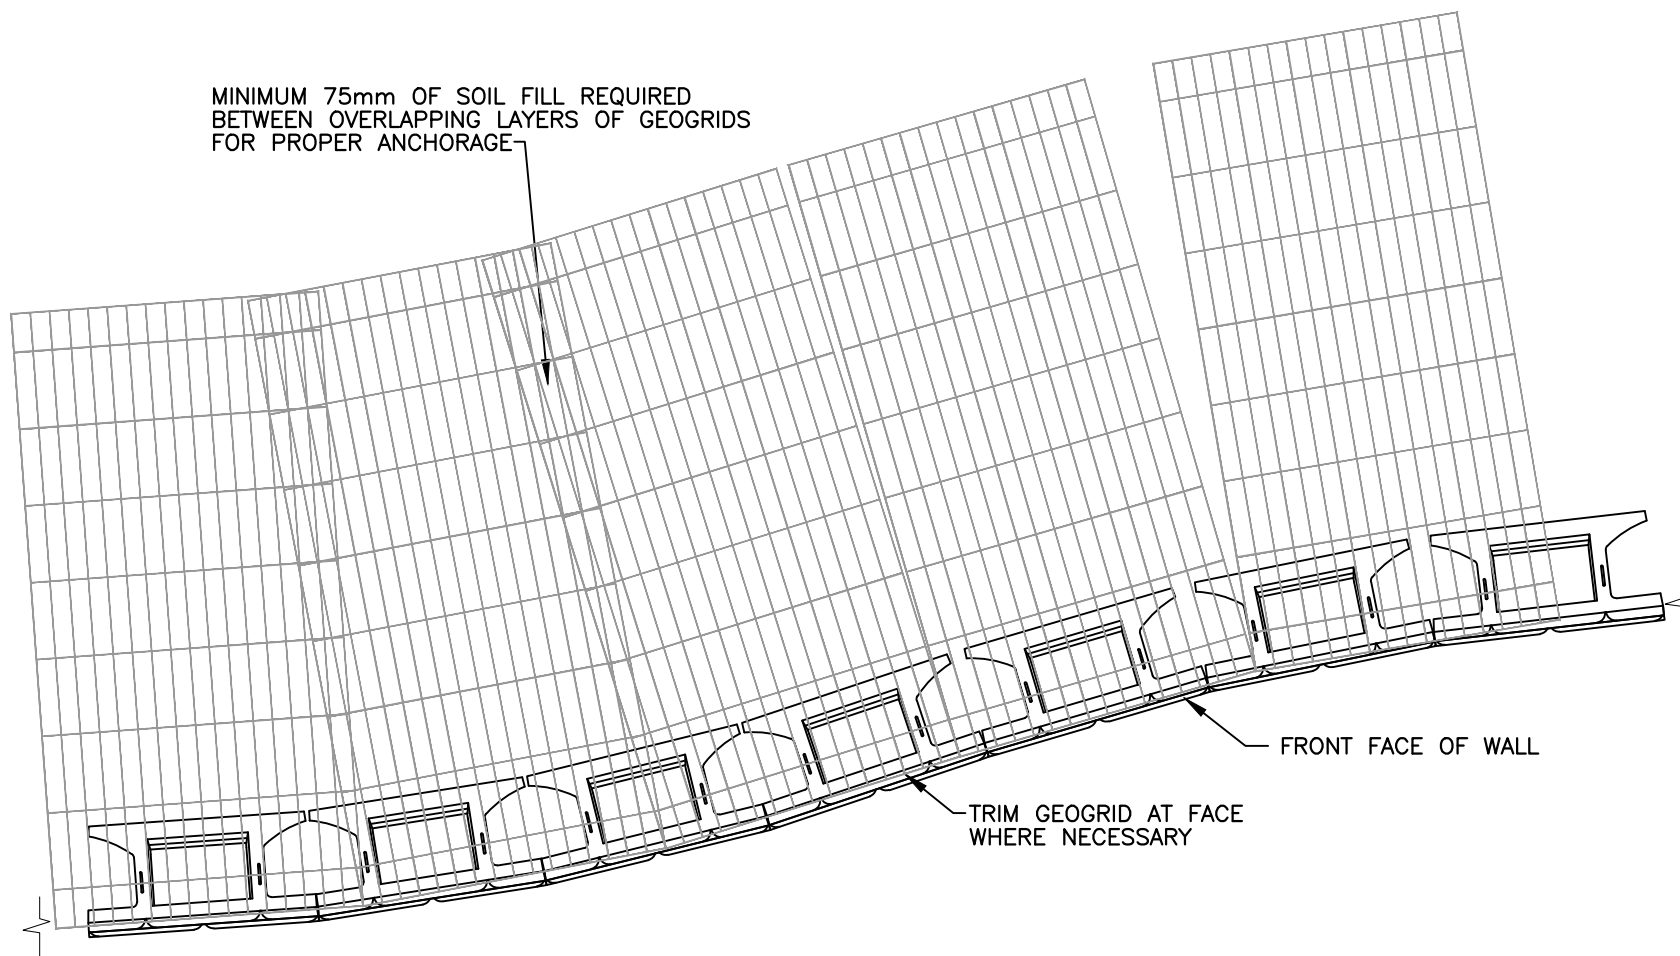 MINIMUM 75mm OF SOIL FILL REQUIRED
BETWEEN OVERLAPPING LAYERS OF GEOGRIDS
FOR PROPER ANCHORAGE
FRONT FACE OF WALL
TRIM GEOGRID AT FACE
WHERE NECESSARY